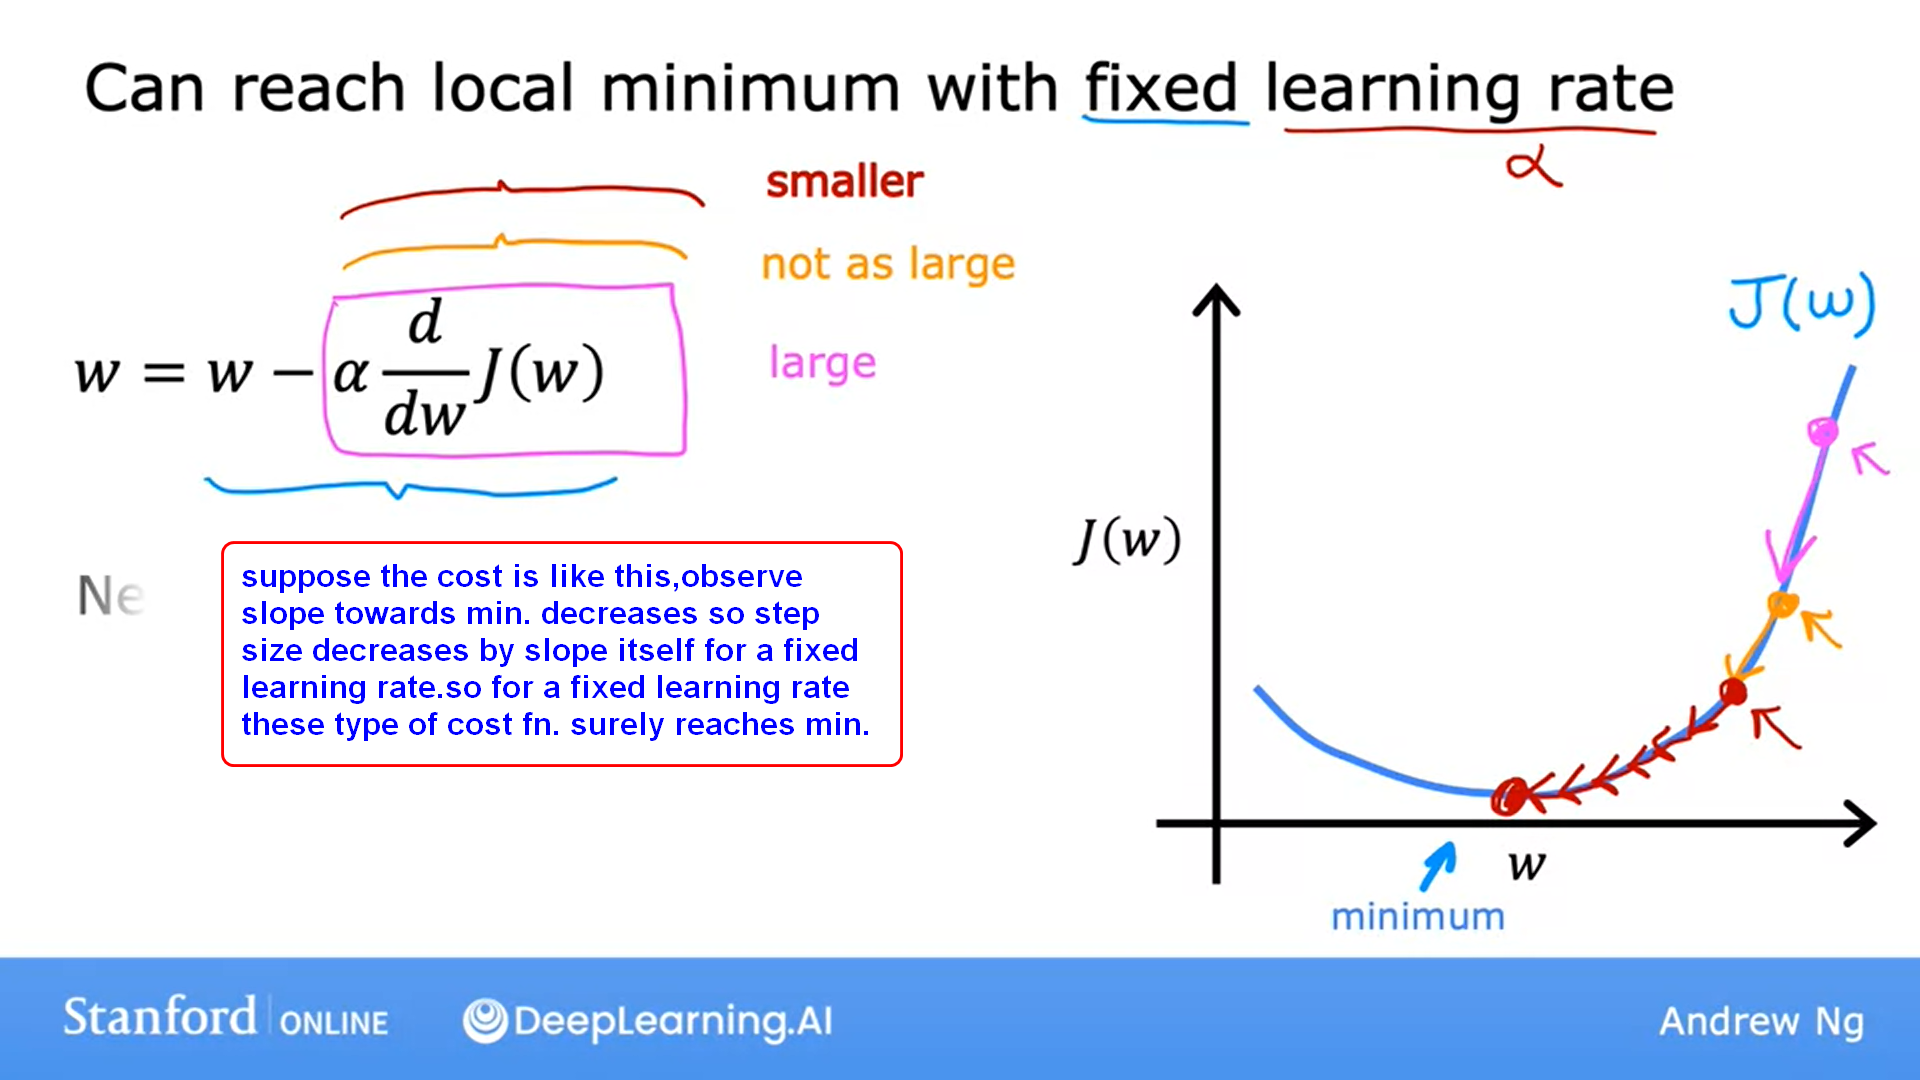 Can reach local minimum with fixed learning rate
α
smaller
not as large
large
w = w − α d/dw J(w)
J(w)
J(w)
Ne
suppose the cost is like this,observe
slope towards min. decreases so step
size decreases by slope itself for a fixed
learning rate.so for a fixed learning rate
these type of cost fn. surely reaches min.
w
minimum
Stanford ONLINE
DeepLearning.AI
Andrew Ng